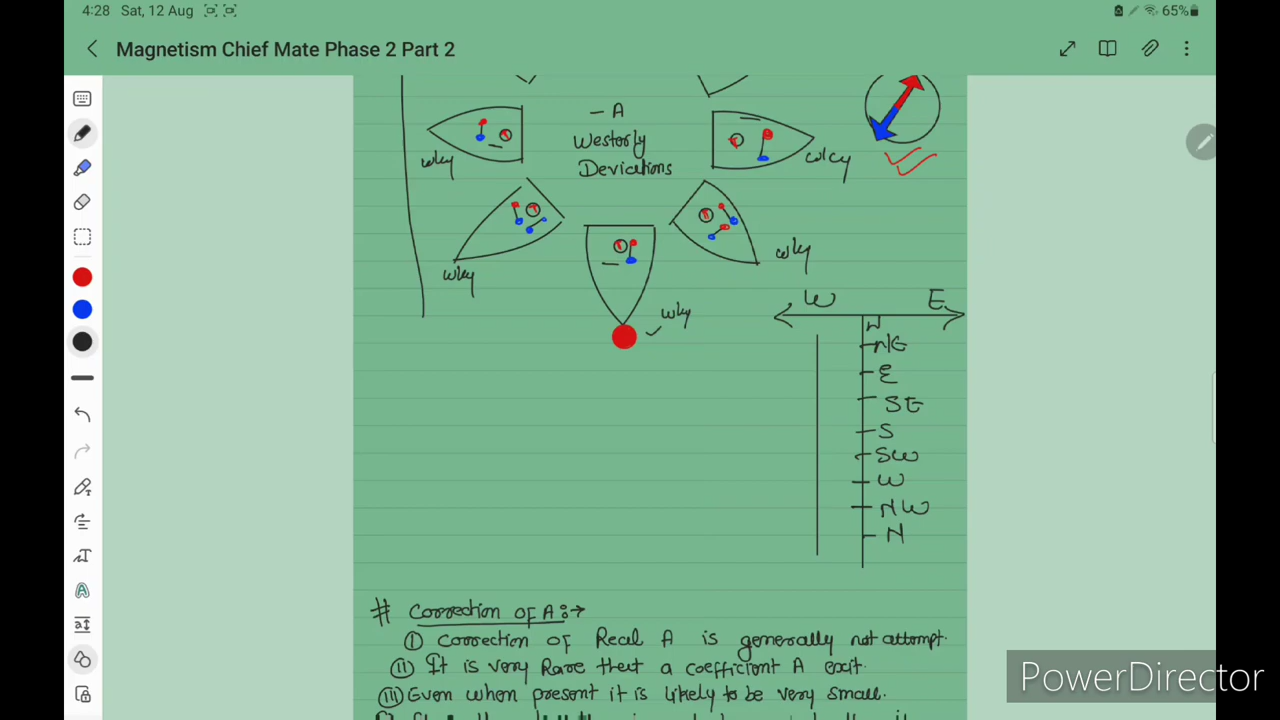 4:28 Sat, 12 Aug
65%
Magnetism Chief Mate Phase 2 Part 2
- A
Westorly
Deviations
wly
wly
wly
wly
wly
W E
N
NE
E
SE
S
SW
W
NW
N
# Correction of A:→
(i) Correction of Real A is generally not attempt.
(ii) It is very Rare that a coefficient A exit.
(iii) Even when present it is likely to be very small.
PowerDirector